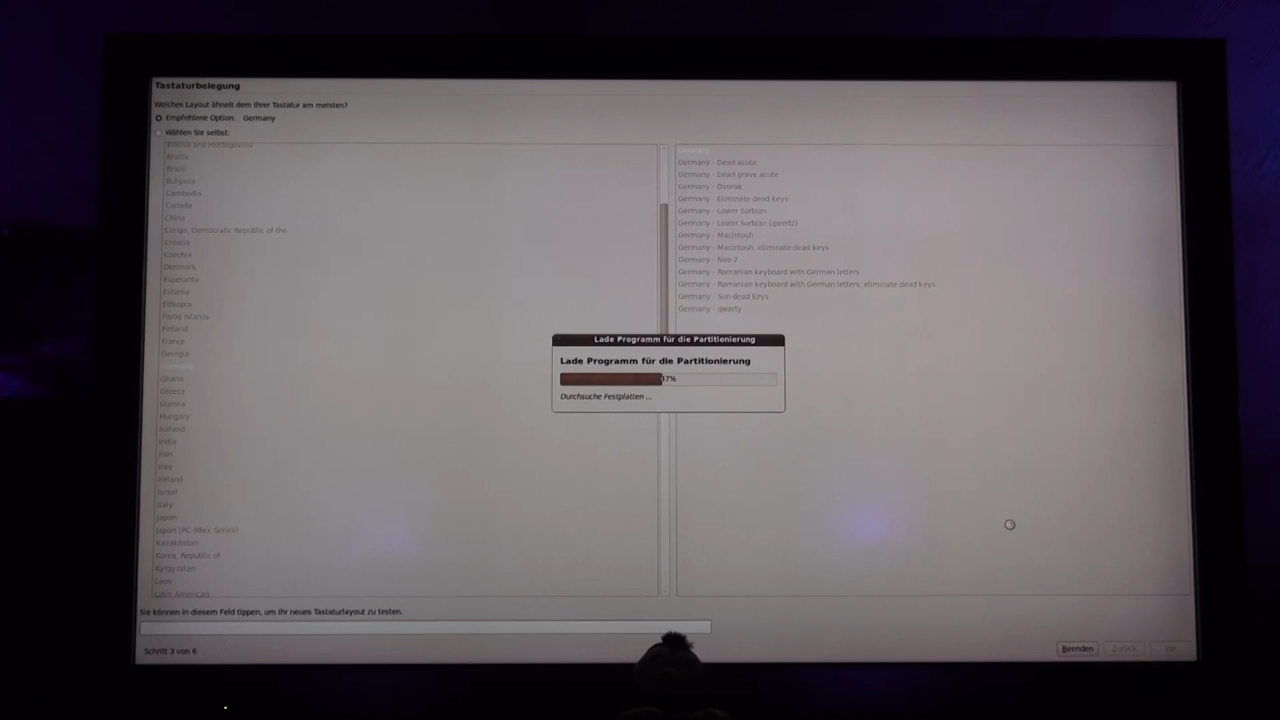 Tastaturbelegung
Welches Layout ähnelt dem Ihrer Tastatur am meisten?
Empfohlene Option: Germany
Wählen Sie selbst:
Bosnia and Herzegovina
Braille
Brazil
Bulgaria
Cambodia
Canada
China
Congo, Democratic Republic of the
Croatia
Czechia
Denmark
Esperanto
Estonia
Ethiopia
Faroe Islands
Finland
France
Georgia
Germany
Ghana
Greece
Guinea
Hungary
Iceland
India
Iran
Iraq
Ireland
Israel
Italy
Japan
Japan (PC-98xx Series)
Kazakhstan
Korea, Republic of
Kyrgyzstan
Laos
Latin American
Germany
Germany - Dead acute
Germany - Dead grave acute
Germany - Dvorak
Germany - Eliminate dead keys
Germany - Lower Sorbian
Germany - Lower Sorbian (qwertz)
Germany - Macintosh
Germany - Macintosh, eliminate dead keys
Germany - Neo 2
Germany - Romanian keyboard with German letters
Germany - Romanian keyboard with German letters, eliminate dead keys
Germany - Sun dead keys
Germany - qwerty
Lade Programm für die Partitionierung
Lade Programm für die Partitionierung
47%
Durchsuche Festplatten ...
Sie können in diesem Feld tippen, um Ihr neues Tastaturlayout zu testen.
Schritt 3 von 6
Beenden
Zurück
Vor